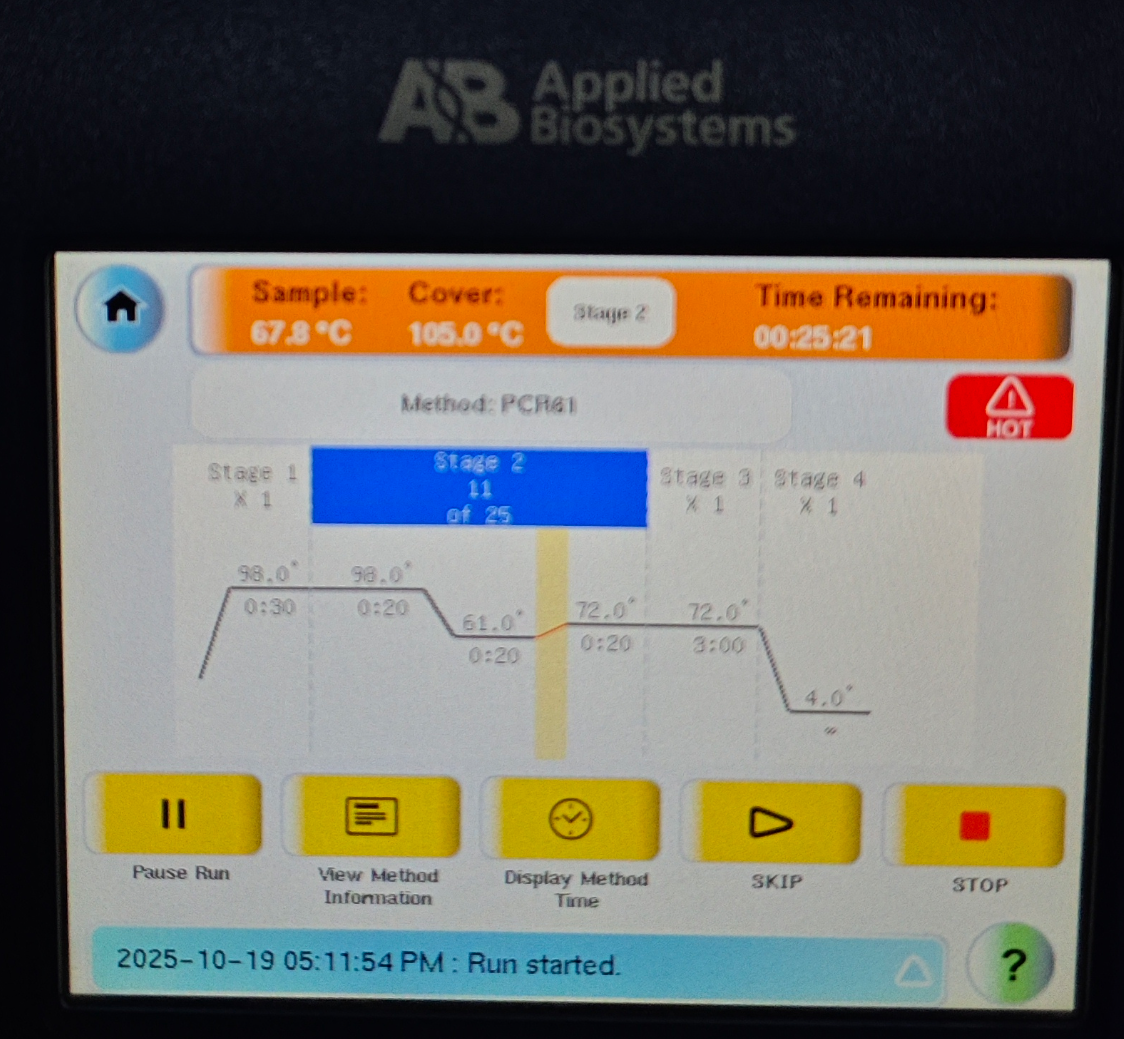 AB Applied
Biosystems
Sample: Cover: Stage 2 Time Remaining:
67.8 °C 105.0 °C 00:25:21
Method: PCR61
HOT
Stage 1 Stage 2 Stage 3 Stage 4
X 1 11 X 1 X 1
of 25
98.0° 98.0° 61.0° 72.0° 72.0° 4.0°
0:30 0:20 0:20 0:20 3:00 ∞
Pause Run
View Method
Information
Display Method
Time
SKIP
STOP
2025-10-19 05:11:54 PM : Run started.
?